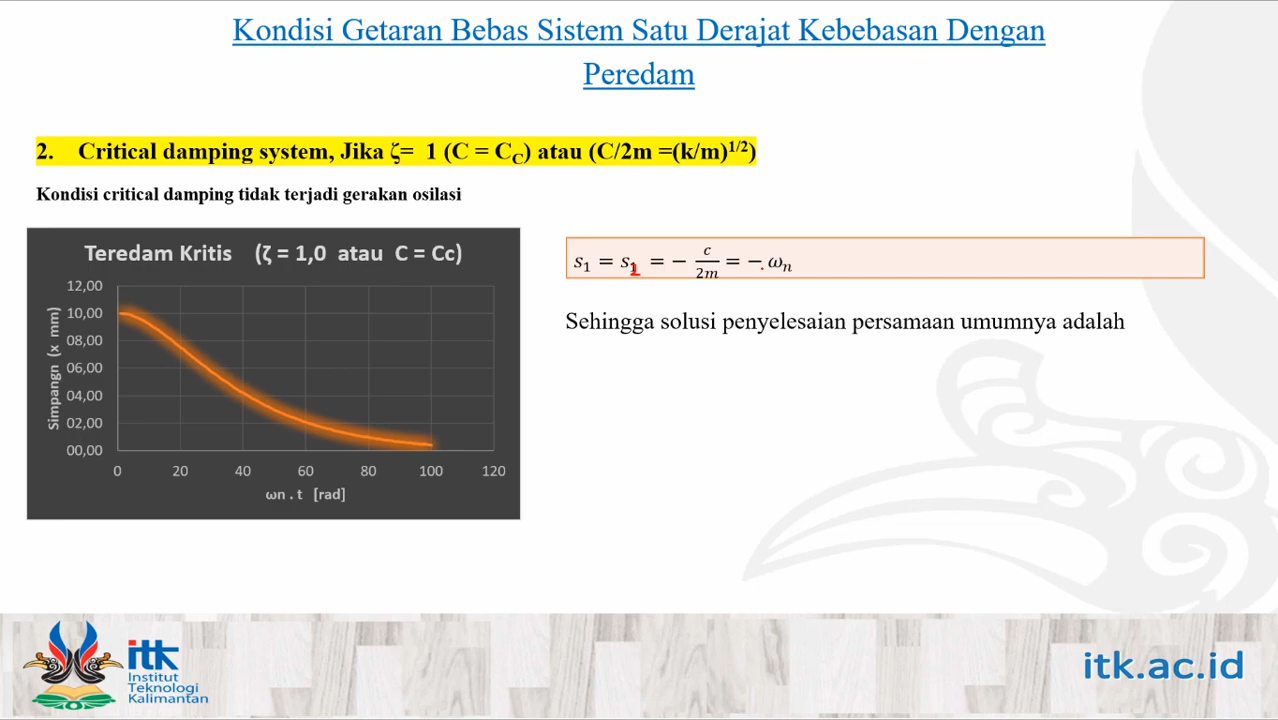 Kondisi Getaran Bebas Sistem Satu Derajat Kebebasan Dengan
Peredam
2. Critical damping system, Jika ζ= 1 (C = C_C) atau (C/2m =(k/m)^1/2)
Kondisi critical damping tidak terjadi gerakan osilasi
Teredam Kritis (ζ = 1,0 atau C = Cc)
12,00
10,00
08,00
06,00
04,00
02,00
00,00
Simpangn (x mm)
0 20 40 60 80 100 120
ωn . t [rad]
s₁ = s₁ = − c/2m = − ωₙ
Sehingga solusi penyelesaian persamaan umumnya adalah
itk
Institut
Teknologi
Kalimantan
itk.ac.id